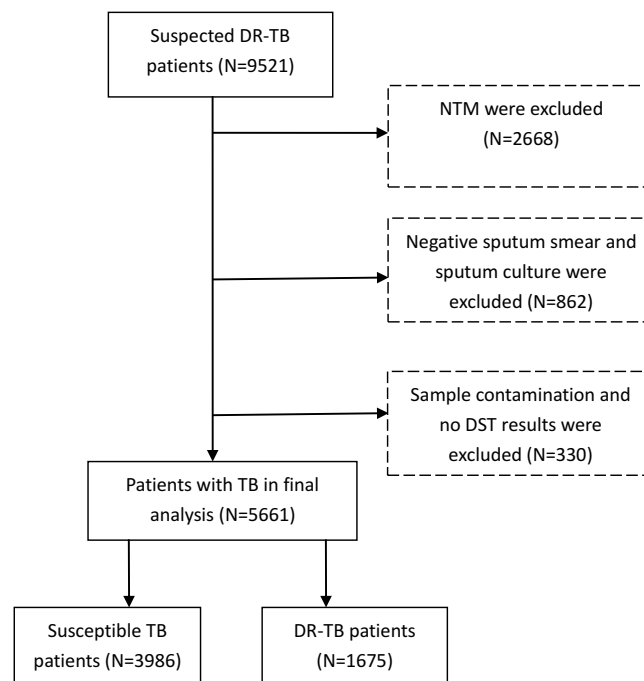 Suspected DR-TB
patients (N=9521)
NTM were excluded
(N=2668)
Negative sputum smear and
sputum culture were
excluded (N=862)
Sample contamination and
no DST results were
excluded (N=330)
Patients with TB in final
analysis (N=5661)
Susceptible TB
patients (N=3986)
DR-TB patients
(N=1675)